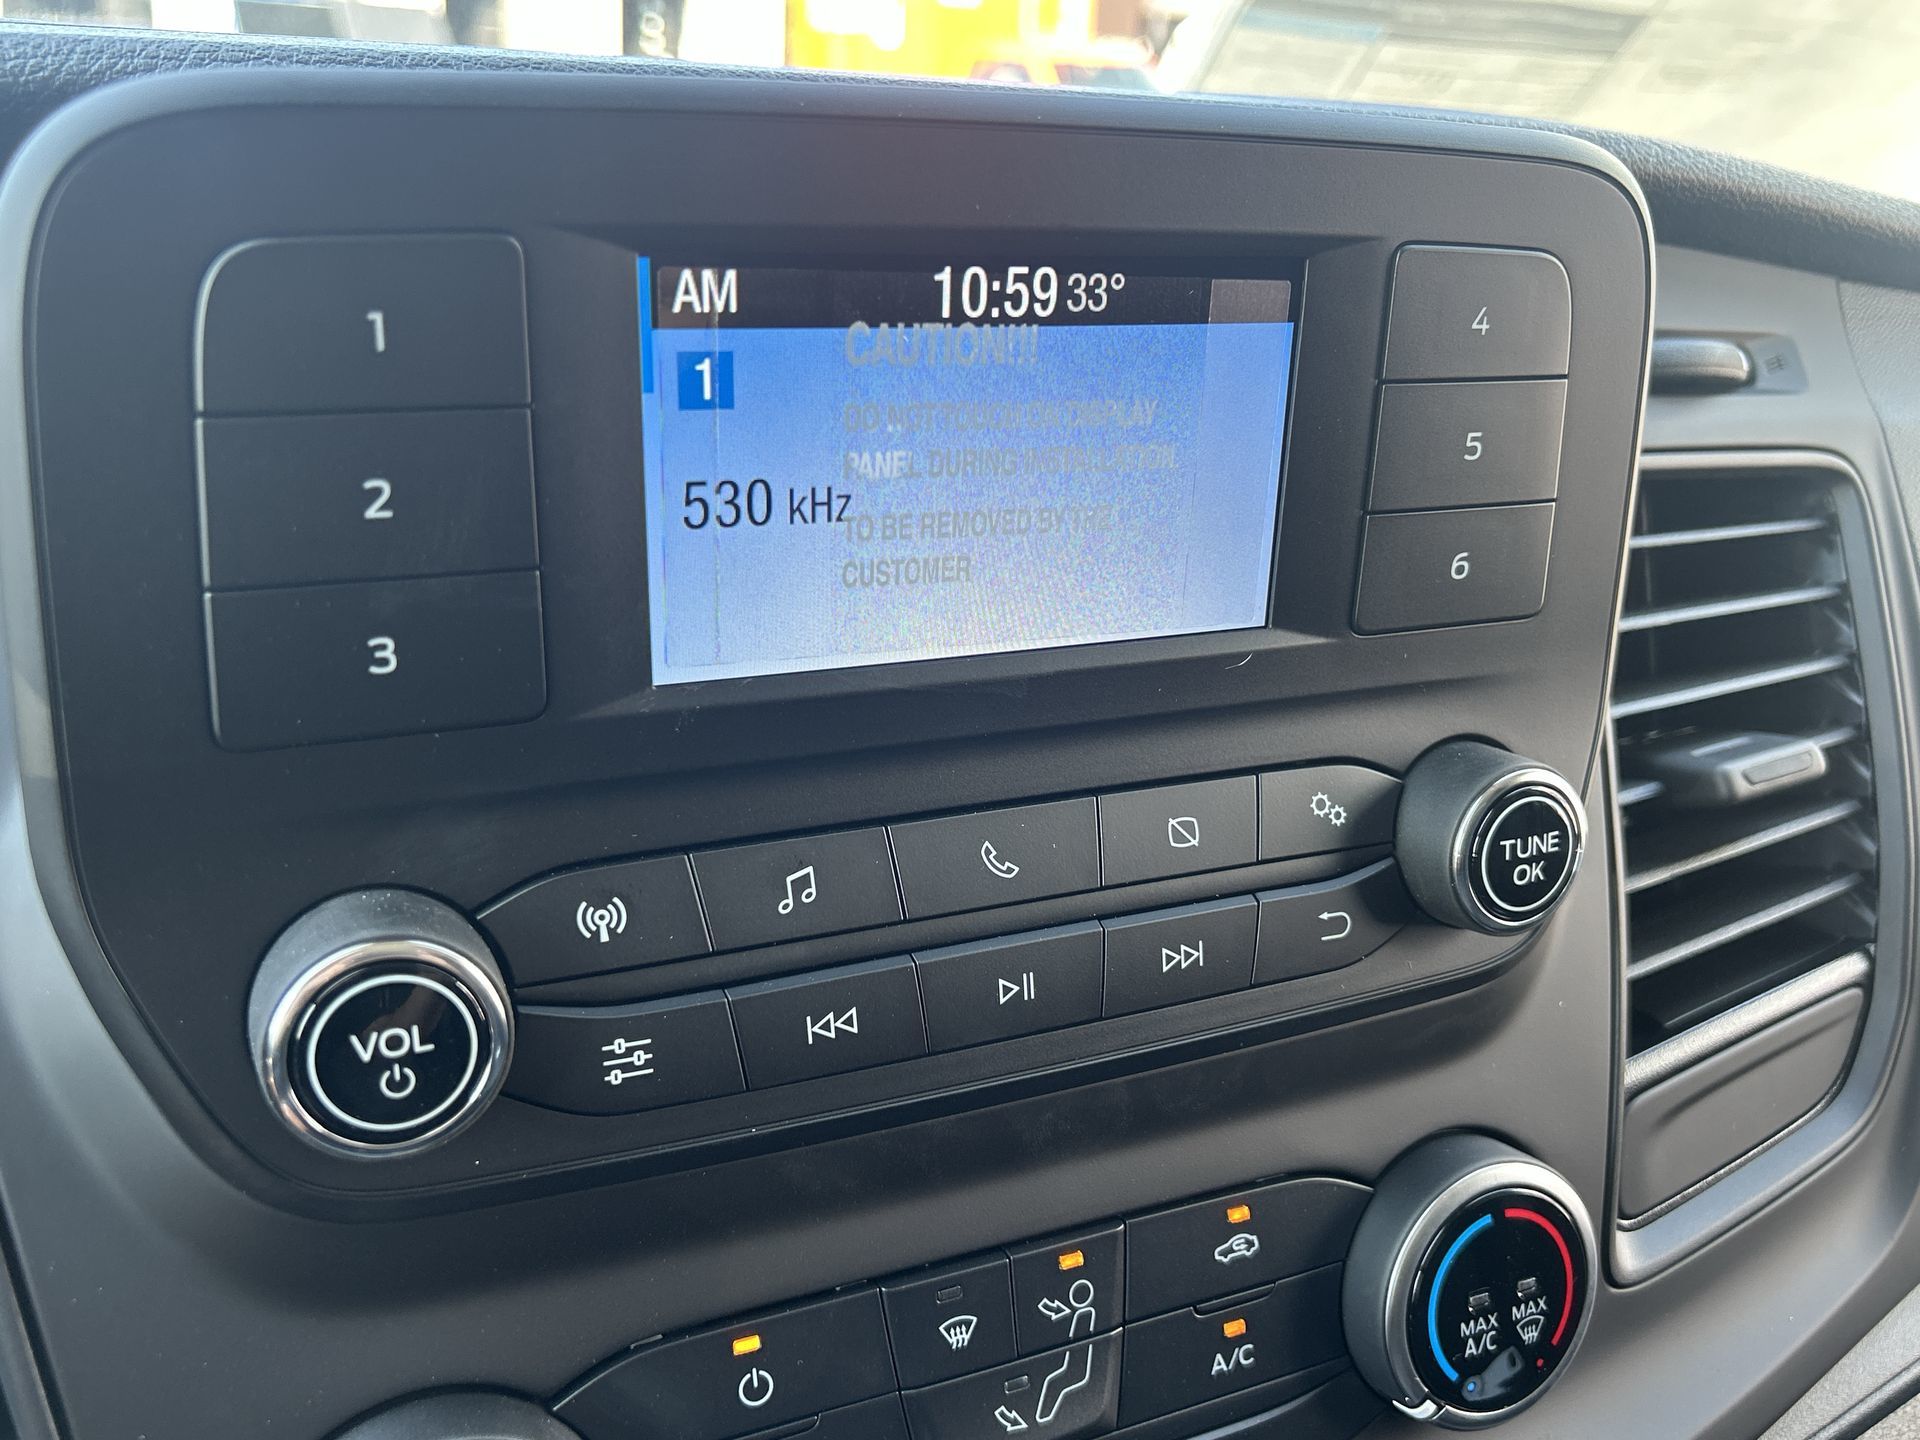 AM 10:59 33°
1
530 kHz
CAUTION!!!
DO NOT TOUCH ON DISPLAY
PANEL DURING INSTALLATION
TO BE REMOVED BY THE
CUSTOMER
1
2
3
4
5
6
TUNE
OK
VOL
MAX
A/C
MAX
A/C